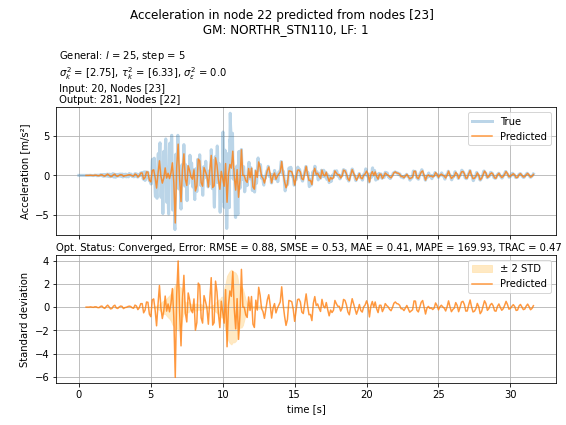 Acceleration in node 22 predicted from nodes [23]
GM: NORTHR_STN110, LF: 1
General: l = 25, step = 5
σ²ₖ = [2.75], τ²ₖ = [6.33], σ²ε = 0.0
Input: 20, Nodes [23]
Output: 281, Nodes [22]
True
Predicted
Acceleration [m/s²]
5
0
−5
Opt. Status: Converged, Error: RMSE = 0.88, SMSE = 0.53, MAE = 0.41, MAPE = 169.93, TRAC = 0.47
± 2 STD
Predicted
Standard deviation
4
2
0
−2
−4
−6
0 5 10 15 20 25 30
time [s]